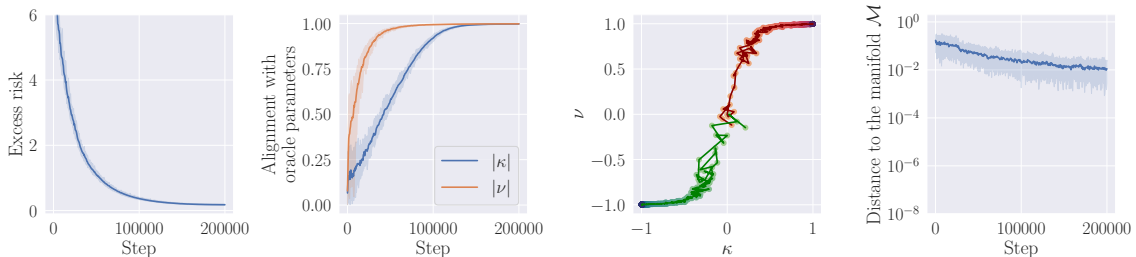 Excess risk
6
4
2
0
0
100000
200000
Step
Alignment with
oracle parameters
1.00
0.75
0.50
0.25
0.00
|κ|
|ν|
0
100000
200000
Step
ν
1.0
0.5
0.0
−0.5
−1.0
−1
0
1
κ
Distance to the manifold ℳ
10⁰
10⁻²
10⁻⁴
10⁻⁶
10⁻⁸
0
100000
200000
Step